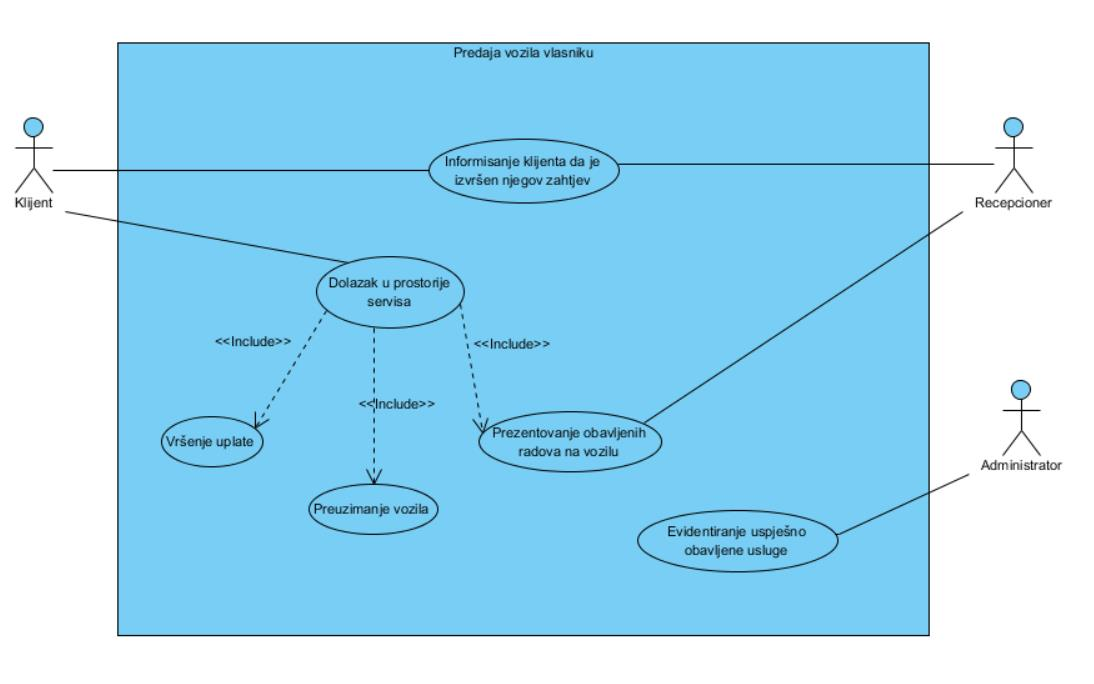 Predaja vozila vlasniku
Informisanje klijenta da je
izvršen njegov zahtjev
Klijent
Recepcioner
Dolazak u prostorije
servisa
<<Include>>
<<Include>>
<<Include>>
Vršenje uplate
Prezentovanje obavljenih
radova na vozilu
Administrator
Preuzimanje vozila
Evidentiranje uspješno
obavljene usluge